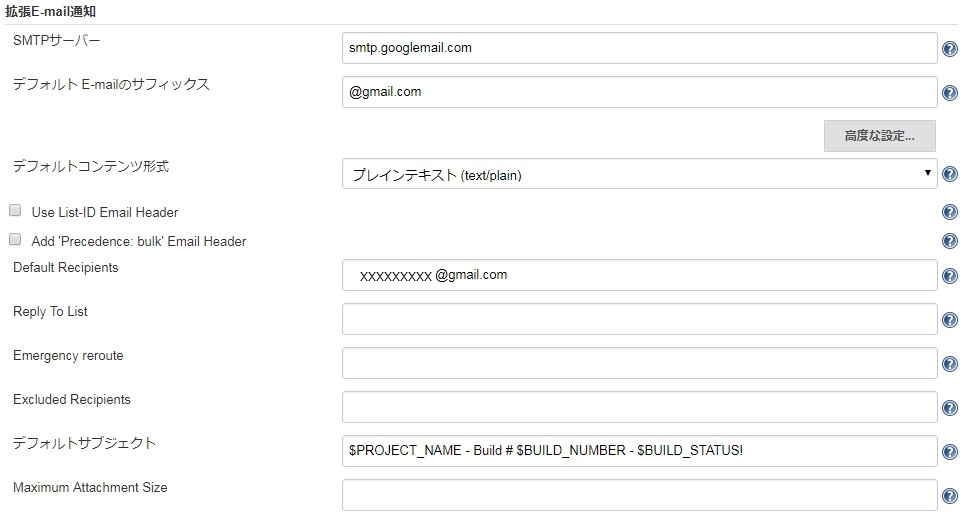 拡張E-mail通知
SMTPサーバー
smtp.googlemail.com
デフォルト E-mailのサフィックス
@gmail.com
高度な設定...
デフォルトコンテンツ形式
プレインテキスト (text/plain)
Use List-ID Email Header
Add 'Precedence: bulk' Email Header
Default Recipients
xxxxxxxxx @gmail.com
Reply To List
Emergency reroute
Excluded Recipients
デフォルトサブジェクト
$PROJECT_NAME - Build # $BUILD_NUMBER - $BUILD_STATUS!
Maximum Attachment Size